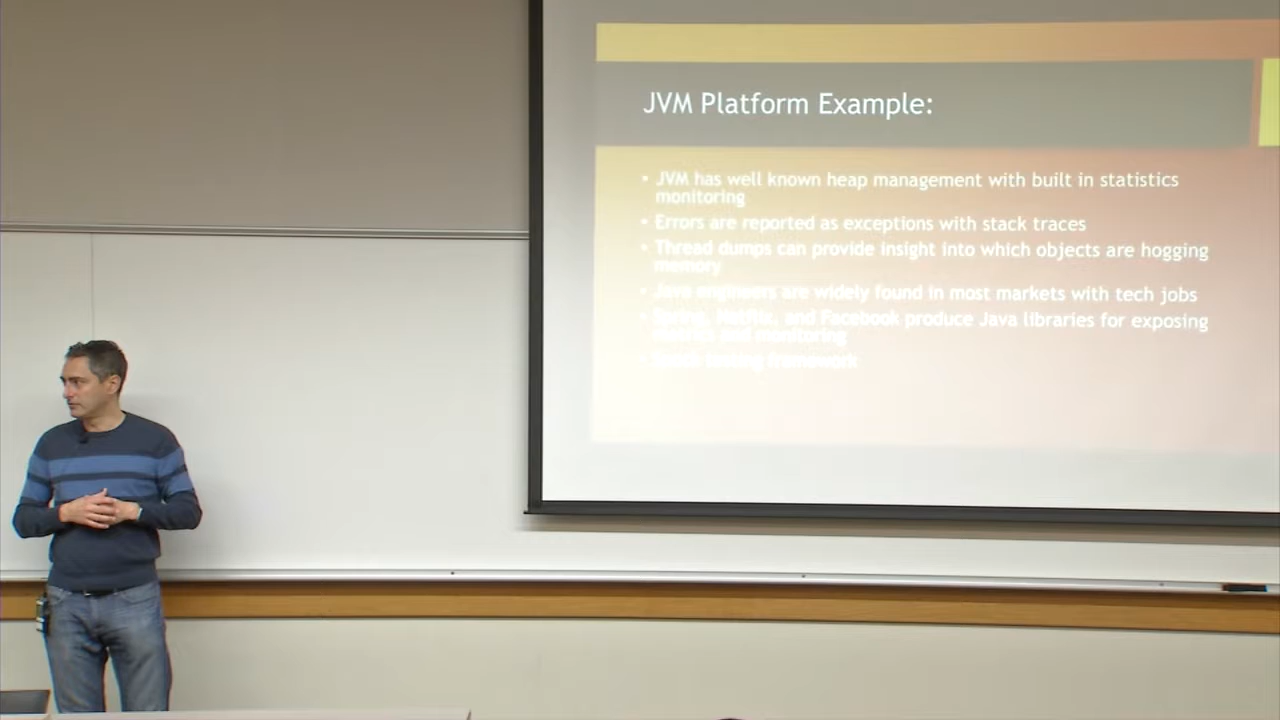 JVM Platform Example:
• JVM has well known heap management with built in statistics
monitoring
• Errors are reported as exceptions with stack traces
• Thread dumps can provide insight into which objects are hogging
memory
• Java engineers are widely found in most markets with tech jobs
• Spring, Netflix, and Facebook produce Java libraries for exposing
metrics and monitoring